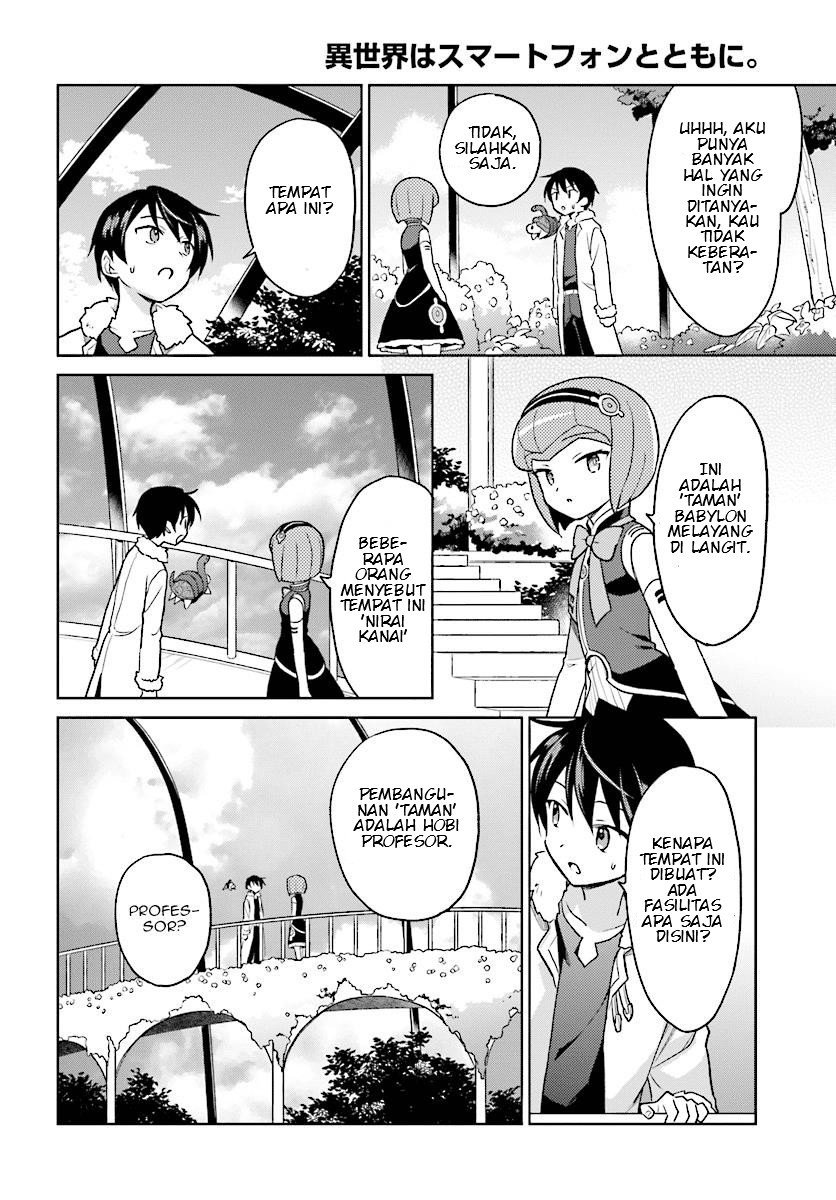 異世界はスマートフォンとともに。
UHHH, AKU
PUNYA
BANYAK
HAL YANG
INGIN
DITANYA-
KAN, KAU
TIDAK
KEBERA-
TAN?
TIDAK,
SILAHKAN
SAJA.
TEMPAT
APA INI?
INI
ADALAH
'TAMAN'
BABYLON
MELAYANG
DI LANGIT.
BEBE-
RAPA
ORANG
MENYEBUT
TEMPAT INI
'NIRAI
KANAI'
KENAPA
TEMPAT INI
DIBUAT?
ADA
FASILITAS
APA SAJA
DISINI?
PEMBANGU-
NAN 'TAMAN'
ADALAH HOBI
PROFESOR.
PROFES-
SOR?